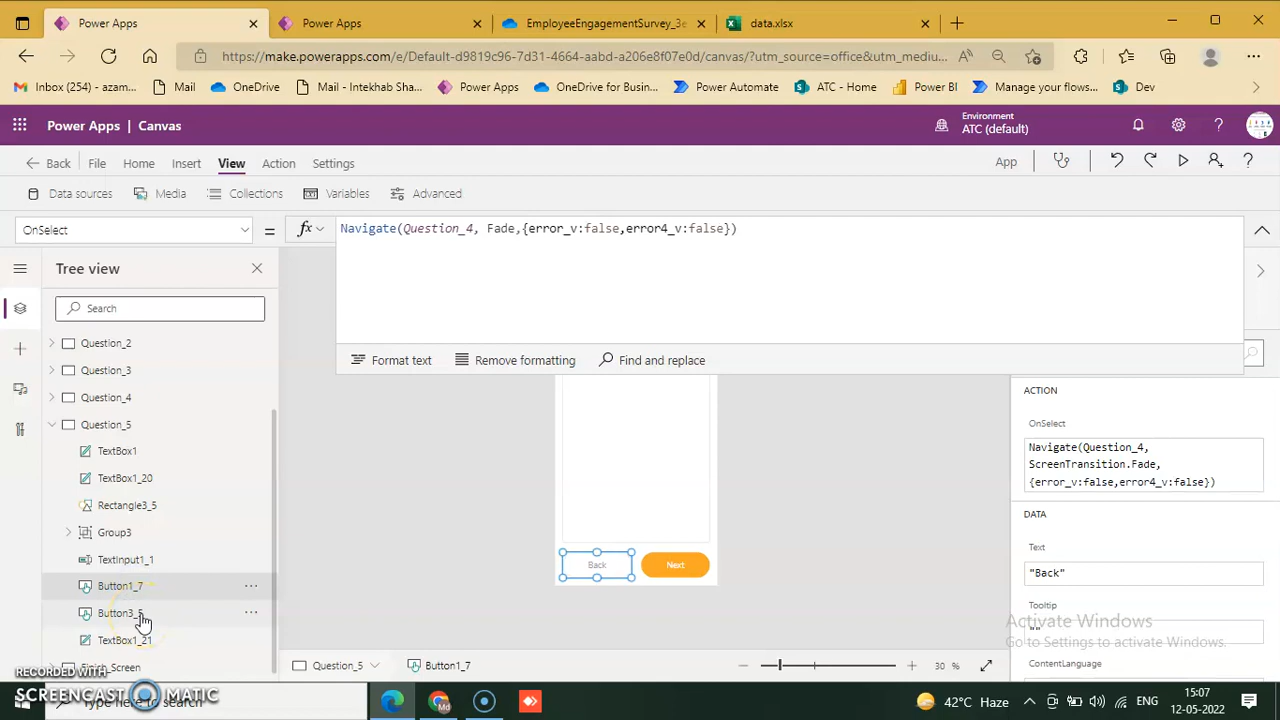 Power Apps
Power Apps
EmployeeEngagementSurvey_3e
data.xlsx
https://make.powerapps.com/e/Default-d9819c96-7d31-4664-aabd-a206e8f07e0d/canvas/?utm_source=office&utm_mediu...
Inbox (254) - azam...
Mail
OneDrive
Mail - Intekhab Sha...
Power Apps
OneDrive for Busin...
Power Automate
ATC - Home
Power BI
Manage your flows...
Dev
Power Apps | Canvas
Environment
ATC (default)
Back
File
Home
Insert
View
Action
Settings
App
Data sources
Media
Collections
Variables
Advanced
OnSelect
= fx
Navigate(Question_4, Fade,{error_v:false,error4_v:false})
Format text
Remove formatting
Find and replace
Tree view
Search
Question_2
Question_3
Question_4
Question_5
TextBox1
TextBox1_20
Rectangle3_5
Group3
TextInput1_1
Button1_7
Button3_5
TextBox1_21
Finish_Screen
Back
Next
ACTION
OnSelect
Navigate(Question_4,
ScreenTransition.Fade,
{error_v:false,error4_v:false})
DATA
Text
"Back"
Tooltip
""
ContentLanguage
Activate Windows
Go to Settings to activate Windows.
Question_5
Button1_7
30 %
RECORDED WITH
SCREENCAST MATIC
Type here to search
42°C Haze
ENG
15:07
12-05-2022